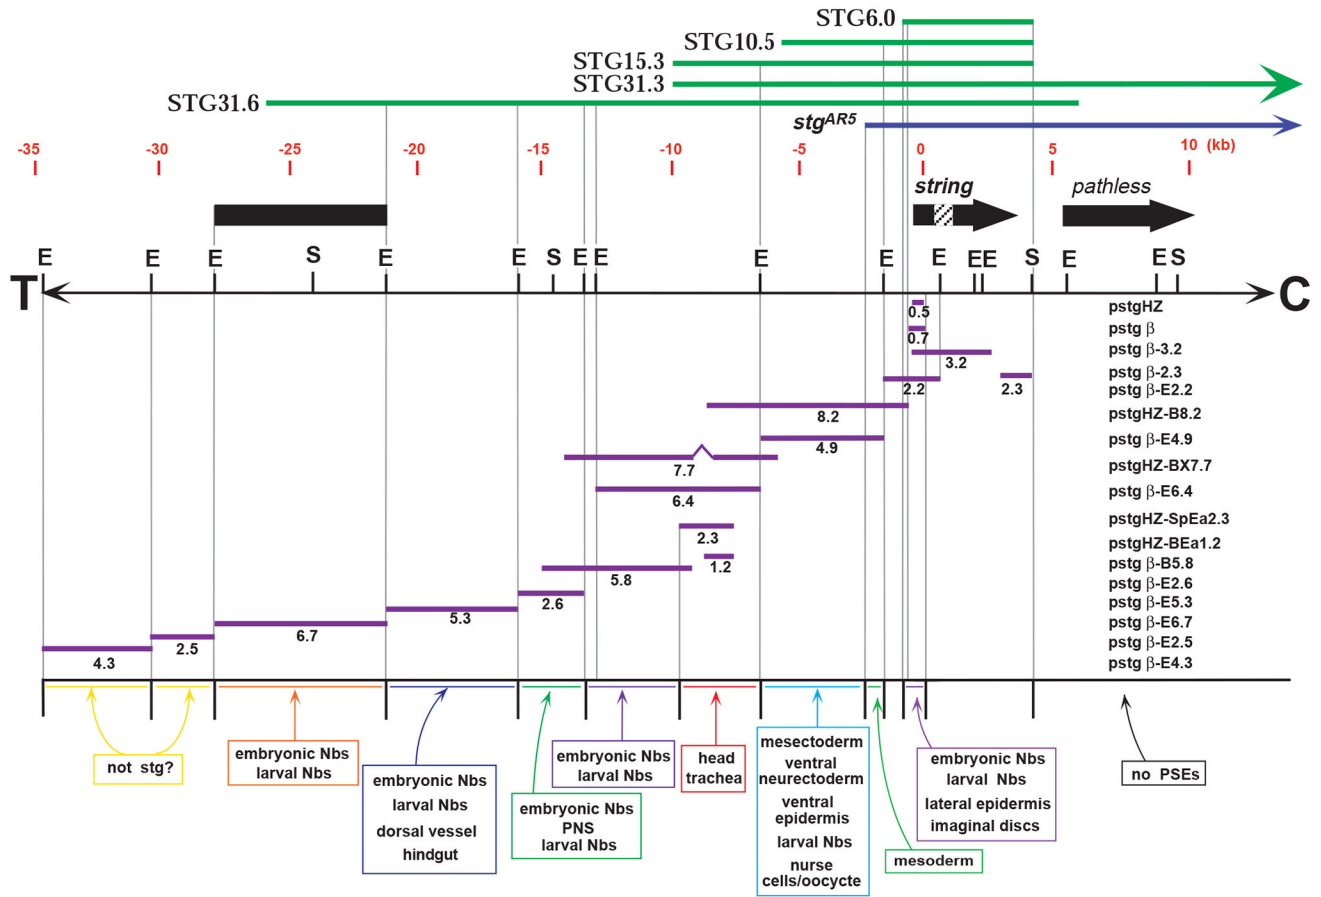 STG6.0
STG10.5
STG15.3
STG31.3
STG31.6
stgAR5
-35 -30 -25 -20 -15 -10 -5 0 5 10 (kb)
string pathless
E E E S E E S E E E E E E E S E E S
T C
pstgHZ
0.5
pstg β
0.7
pstg β-3.2
3.2
pstg β-2.3
2.3
pstg β-E2.2
2.2
pstgHZ-B8.2
8.2
pstg β-E4.9
4.9
pstgHZ-BX7.7
7.7
pstg β-E6.4
6.4
pstgHZ-SpEa2.3
2.3
pstgHZ-BEa1.2
1.2
pstg β-B5.8
5.8
pstg β-E2.6
2.6
pstg β-E5.3
5.3
pstg β-E6.7
6.7
pstg β-E2.5
2.5
pstg β-E4.3
4.3
not stg?
embryonic Nbs
larval Nbs
embryonic Nbs
larval Nbs
dorsal vessel
hindgut
embryonic Nbs
PNS
larval Nbs
embryonic Nbs
larval Nbs
head
trachea
mesectoderm
ventral
neurectoderm
ventral
epidermis
larval Nbs
nurse
cells/oocycte
mesoderm
embryonic Nbs
larval Nbs
lateral epidermis
imaginal discs
no PSEs